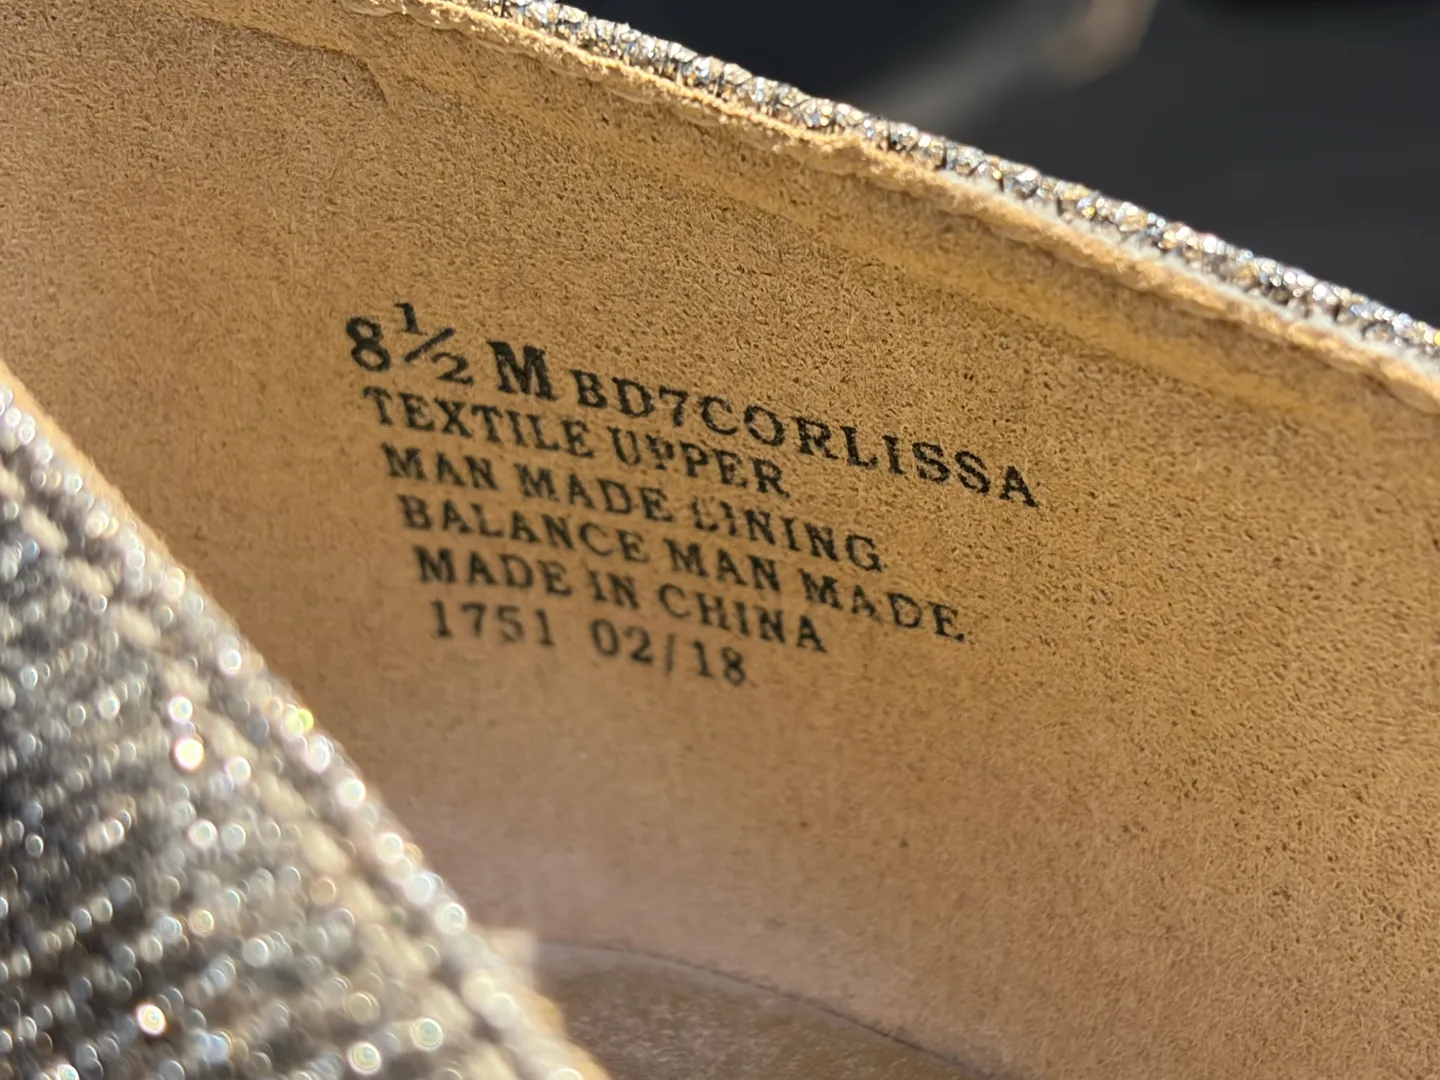 8½ M BD7CORLISSA
TEXTILE UPPER
MAN MADE LINING
BALANCE MAN MADE
MADE IN CHINA
1751 02/18